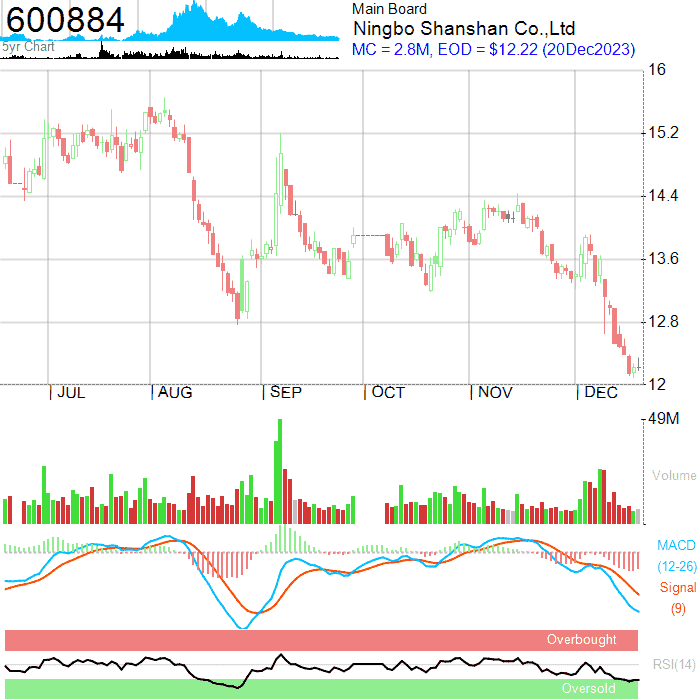 600884
5yr Chart
Main Board
Ningbo Shanshan Co.,Ltd
MC = 2.8M, EOD = $12.22 (20Dec2023)
16
15.2
14.4
13.6
12.8
12
JUL AUG SEP OCT NOV DEC
49M
Volume
MACD
(12-26)
Signal
(9)
Overbought
RSI(14)
Oversold